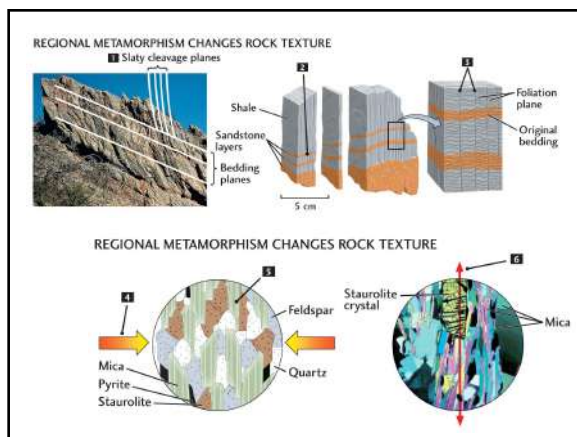 REGIONAL METAMORPHISM CHANGES ROCK TEXTURE
1 Slaty cleavage planes
2
3
Shale
Sandstone
layers
Bedding
planes
Foliation
plane
Original
bedding
5 cm
REGIONAL METAMORPHISM CHANGES ROCK TEXTURE
4
5
6
Feldspar
Mica
Pyrite
Staurolite
Quartz
Staurolite
crystal
Mica